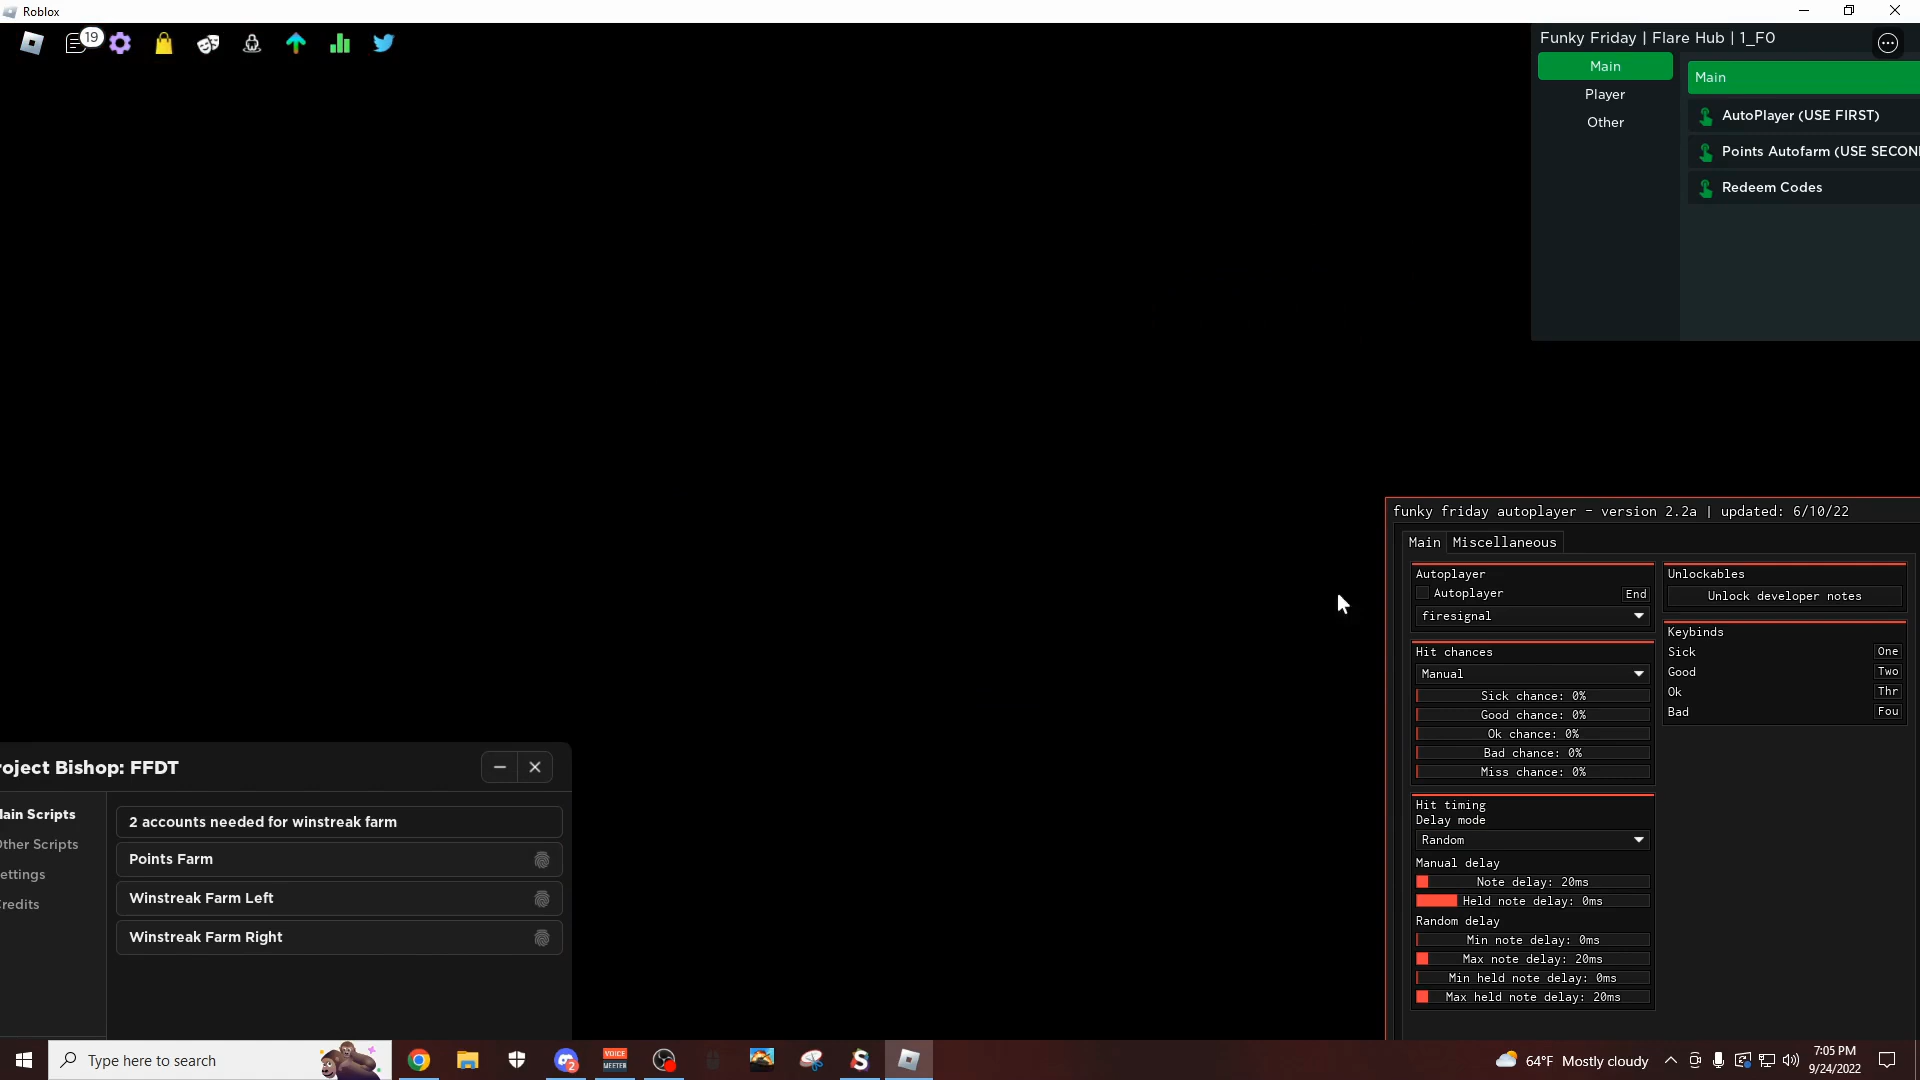 Roblox
19
Funky Friday | Flare Hub | 1_F0
Main
Player
Other
Main
AutoPlayer (USE FIRST)
Points Autofarm (USE SECON
Redeem Codes
funky friday autoplayer - version 2.2a | updated: 6/10/22
Main Miscellaneous
Autoplayer
Autoplayer End
firesignal
Hit chances
Manual
Sick chance: 0%
Good chance: 0%
Ok chance: 0%
Bad chance: 0%
Miss chance: 0%
Hit timing
Delay mode
Random
Manual delay
Note delay: 20ms
Held note delay: 0ms
Random delay
Min note delay: 0ms
Max note delay: 20ms
Min held note delay: 0ms
Max held note delay: 20ms
Unlockables
Unlock developer notes
Keybinds
Sick One
Good Two
Ok Thr
Bad Fou
roject Bishop: FFDT
ain Scripts
ther Scripts
ettings
redits
2 accounts needed for winstreak farm
Points Farm
Winstreak Farm Left
Winstreak Farm Right
Type here to search
2
VOICE
MEETER
64°F Mostly cloudy
7:05 PM
9/24/2022